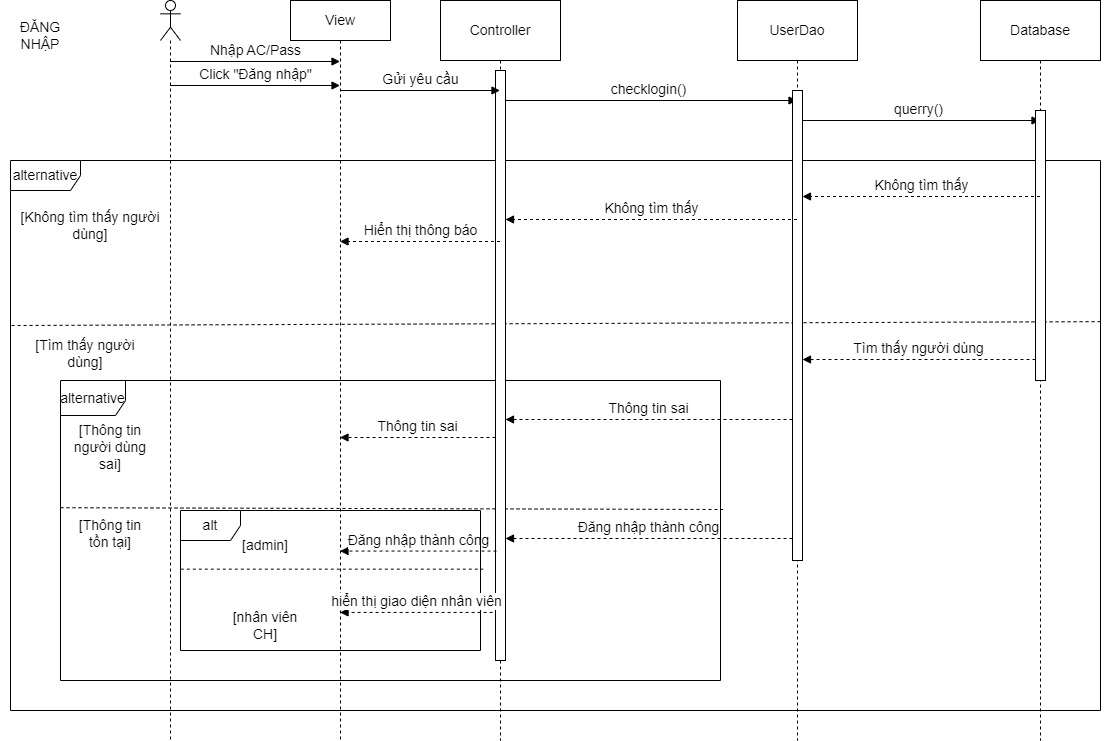 ĐĂNG
NHẬP
View
Controller
UserDao
Database
Nhập AC/Pass
Click "Đăng nhập"
Gửi yêu cầu
checklogin()
querry()
alternative
[Không tìm thấy người
dùng]
Không tìm thấy
Không tìm thấy
Hiển thị thông báo
[Tìm thấy người
dùng]
Tìm thấy người dùng
alternative
[Thông tin
người dùng
sai]
Thông tin sai
Thông tin sai
[Thông tin
tồn tại]
alt
[admin]
Đăng nhập thành công
Đăng nhập thành công
hiển thị giao diện nhân viên
[nhân viên
CH]